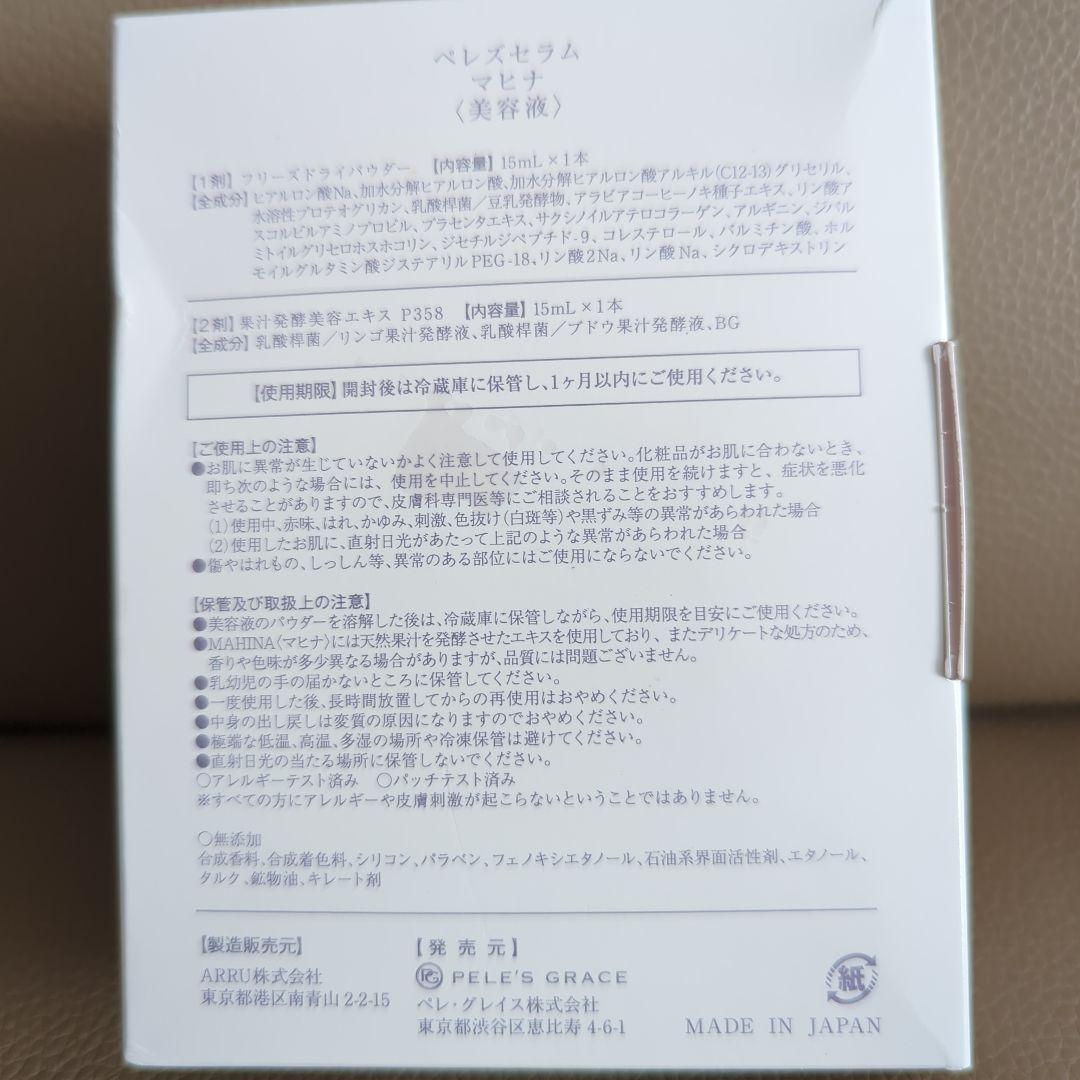 ペレズセラム
マヒナ
〈美容液〉
【1剤】フリーズドライパウダー 【内容量】15mL×1本
【全成分】ヒアルロン酸Na、加水分解ヒアルロン酸、加水分解ヒアルロン酸アルキル(C12-13)グリセリル、
水溶性プロテオグリカン、乳酸桿菌／豆乳発酵物、アラビアコーヒーノキ種子エキス、リン酸ア
スコルビルアミノプロピル、プラセンタエキス、サクシノイルアテロコラーゲン、アルギニン、ジパル
ミトイルグリセロホスホコリン、ジセチルジペプチド-9、コレステロール、パルミチン酸、ホル
モイルグルタミン酸ジステアリルPEG-18、リン酸2Na、リン酸Na、シクロデキストリン
【2剤】果汁発酵美容エキス P358 【内容量】15mL×1本
【全成分】乳酸桿菌／リンゴ果汁発酵液、乳酸桿菌／ブドウ果汁発酵液、BG
【使用期限】開封後は冷蔵庫に保管し、1ヶ月以内にご使用ください。
【ご使用上の注意】
●お肌に異常が生じていないかよく注意して使用してください。化粧品がお肌に合わないとき、
即ち次のような場合には、使用を中止してください。そのまま使用を続けますと、症状を悪化
させることがありますので、皮膚科専門医等にご相談されることをおすすめします。
(1)使用中、赤味、はれ、かゆみ、刺激、色抜け(白斑等)や黒ずみ等の異常があらわれた場合
(2)使用したお肌に、直射日光があたって上記のような異常があらわれた場合
●傷やはれもの、しっしん等、異常のある部位にはご使用にならないでください。
【保管及び取扱上の注意】
●美容液のパウダーを溶解した後は、冷蔵庫に保管しながら、使用期限を目安にご使用ください。
●MAHINA〈マヒナ〉には天然果汁を発酵させたエキスを使用しており、またデリケートな処方のため、
香りや色味が多少異なる場合がありますが、品質には問題ございません。
●乳幼児の手の届かないところに保管してください。
●一度使用した後、長時間放置してからの再使用はおやめください。
●中身の出し戻しは変質の原因になりますのでおやめください。
●極端な低温、高温、多湿の場所や冷凍保管は避けてください。
●直射日光の当たる場所に保管しないでください。
○アレルギーテスト済み ○パッチテスト済み
※すべての方にアレルギーや皮膚刺激が起こらないということではありません。
○無添加
合成香料、合成着色料、シリコン、パラベン、フェノキシエタノール、石油系界面活性剤、エタノール、
タルク、鉱物油、キレート剤
【製造販売元】
ARRU株式会社
東京都港区南青山2-2-15
【発売元】
PG PELE'S GRACE
ペレ・グレイス株式会社
東京都渋谷区恵比寿4-6-1
紙
MADE IN JAPAN